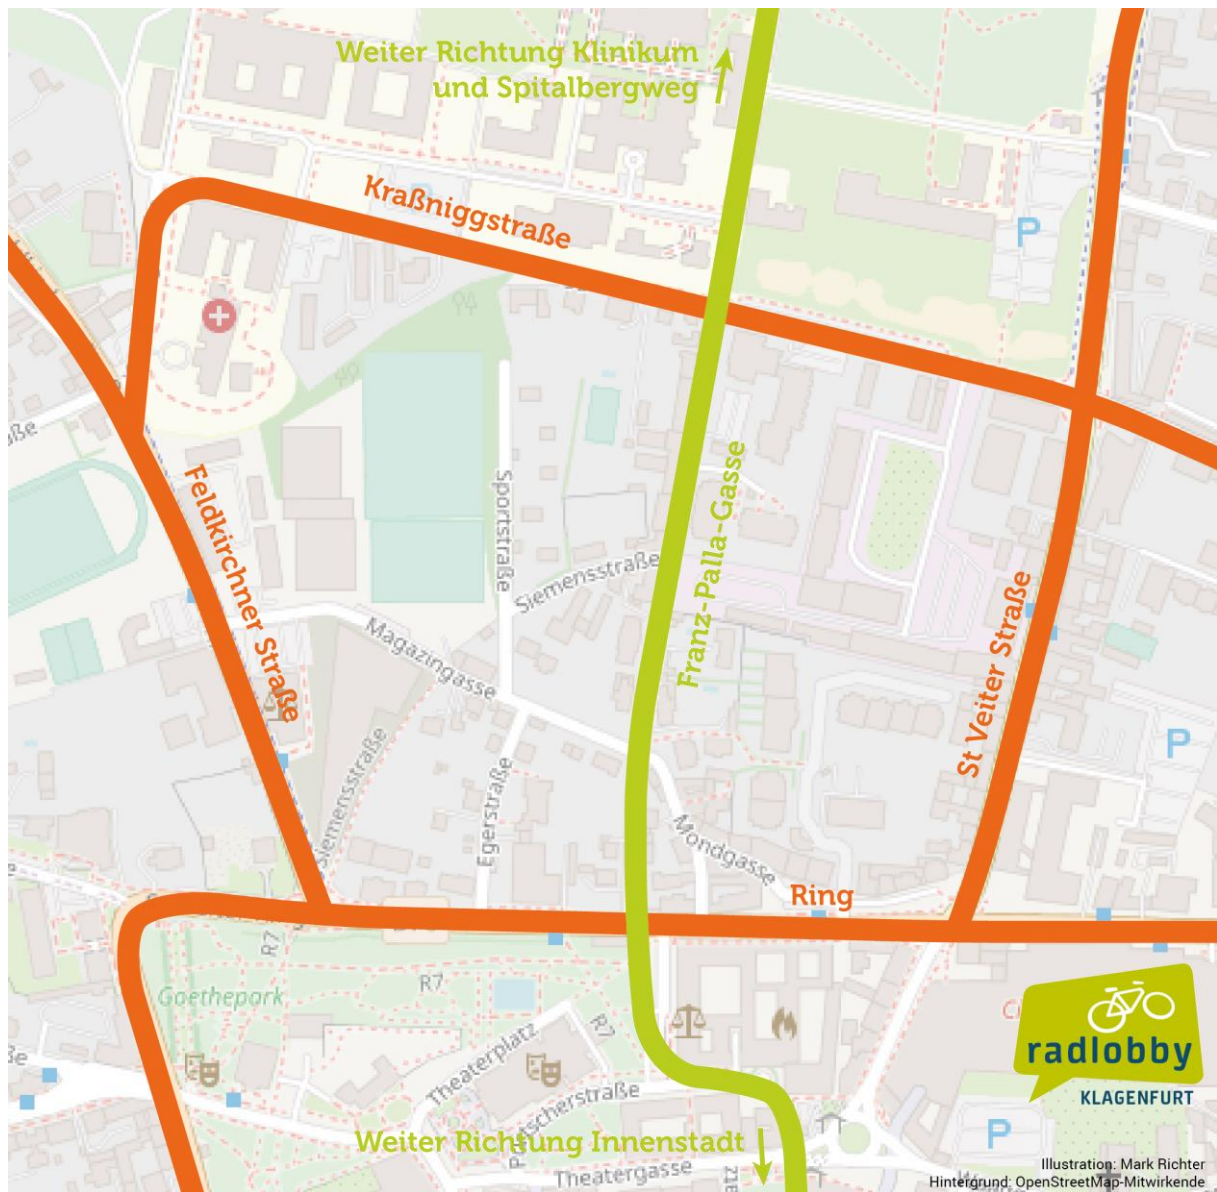 Weiter Richtung Klinikum
und Spitalbergweg
Kraßniggstraße
P
Feldkirchner Straße
Sportstraße
Siemensstraße
Franz-Palla-Gasse
Magazingasse
St Veiter Straße
P
Siemensstraße
Egerstraße
Mondgasse
Ring
R7
R7
Goethepark
R7
Theaterplatz
radlobby
KLAGENFURT
Weiter Richtung Innenstadt
Theatergasse
P
Illustration: Mark Richter
Hintergrund: OpenStreetMap-Mitwirkende